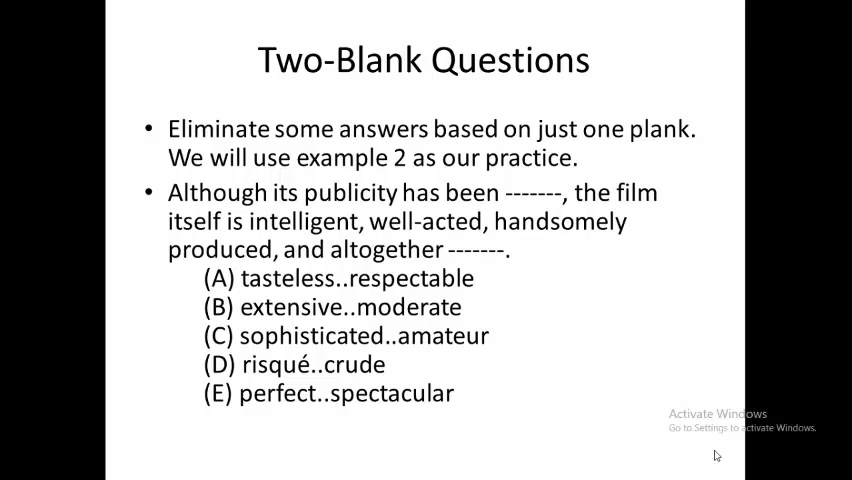 Two-Blank Questions
• Eliminate some answers based on just one plank.
We will use example 2 as our practice.
• Although its publicity has been -------, the film
itself is intelligent, well-acted, handsomely
produced, and altogether -------.
(A) tasteless..respectable
(B) extensive..moderate
(C) sophisticated..amateur
(D) risqué..crude
(E) perfect..spectacular
Activate Windows
Go to Settings to activate Windows.